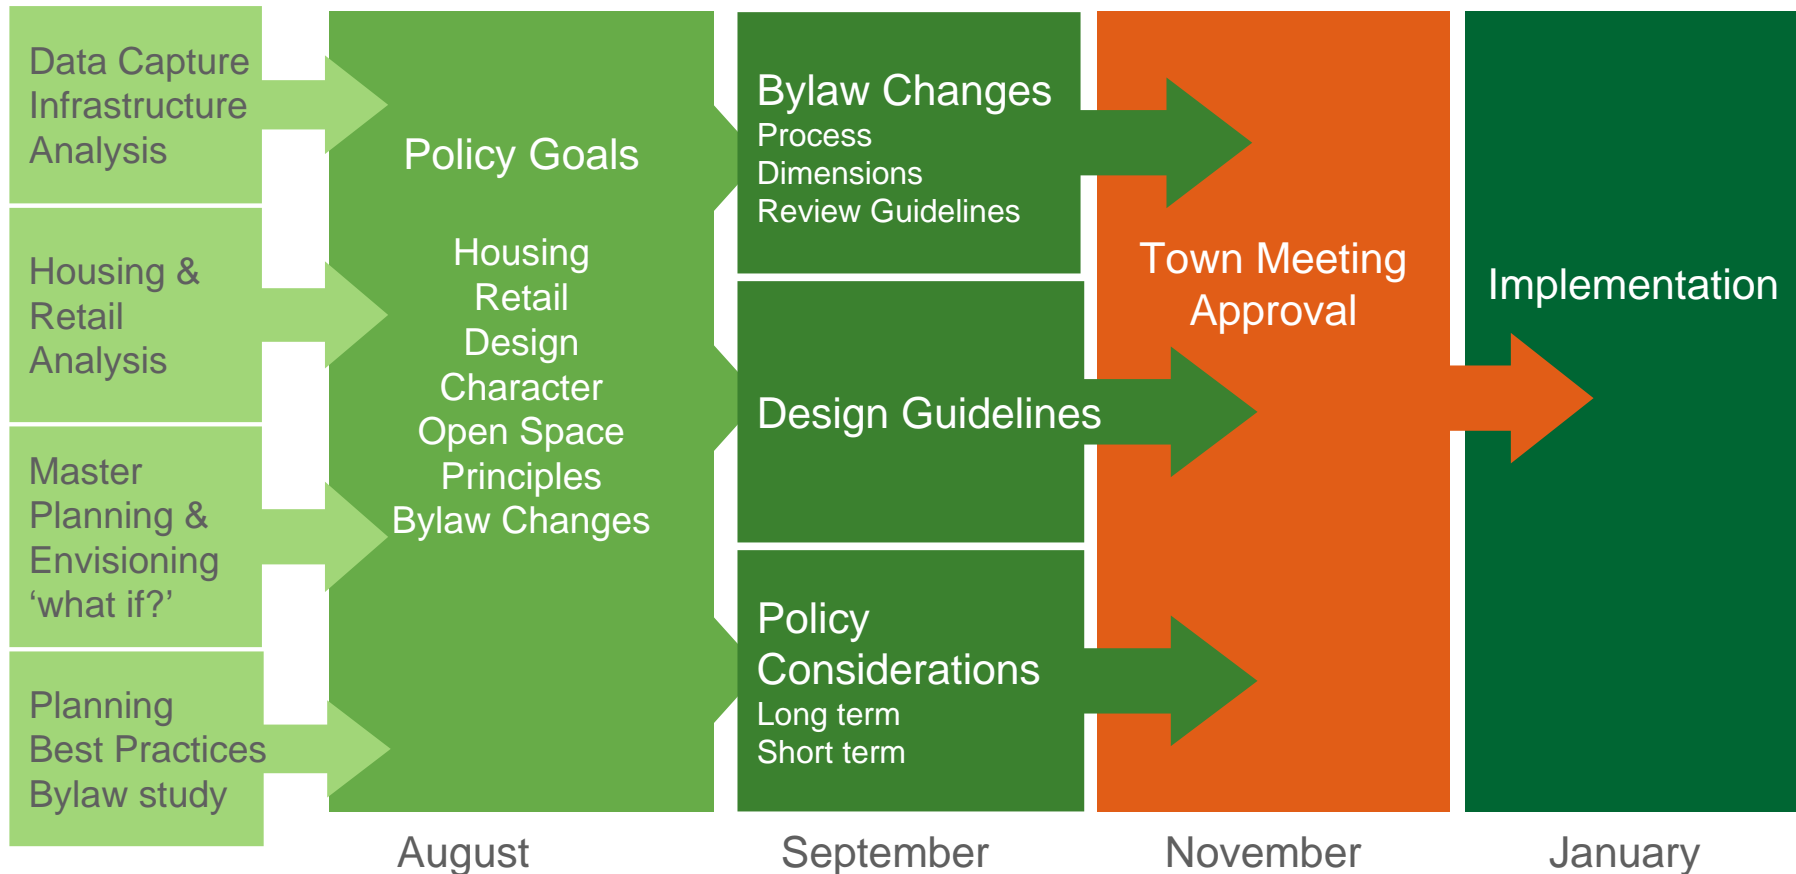 Data Capture
Infrastructure
Analysis
Housing &
Retail
Analysis
Master
Planning &
Envisioning
‘what if?’
Planning
Best Practices
Bylaw study
Policy Goals
Housing
Retail
Design
Character
Open Space
Principles
Bylaw Changes
Bylaw Changes
Process
Dimensions
Review Guidelines
Design Guidelines
Policy
Considerations
Long term
Short term
Town Meeting
Approval
Implementation
August
September
November
January